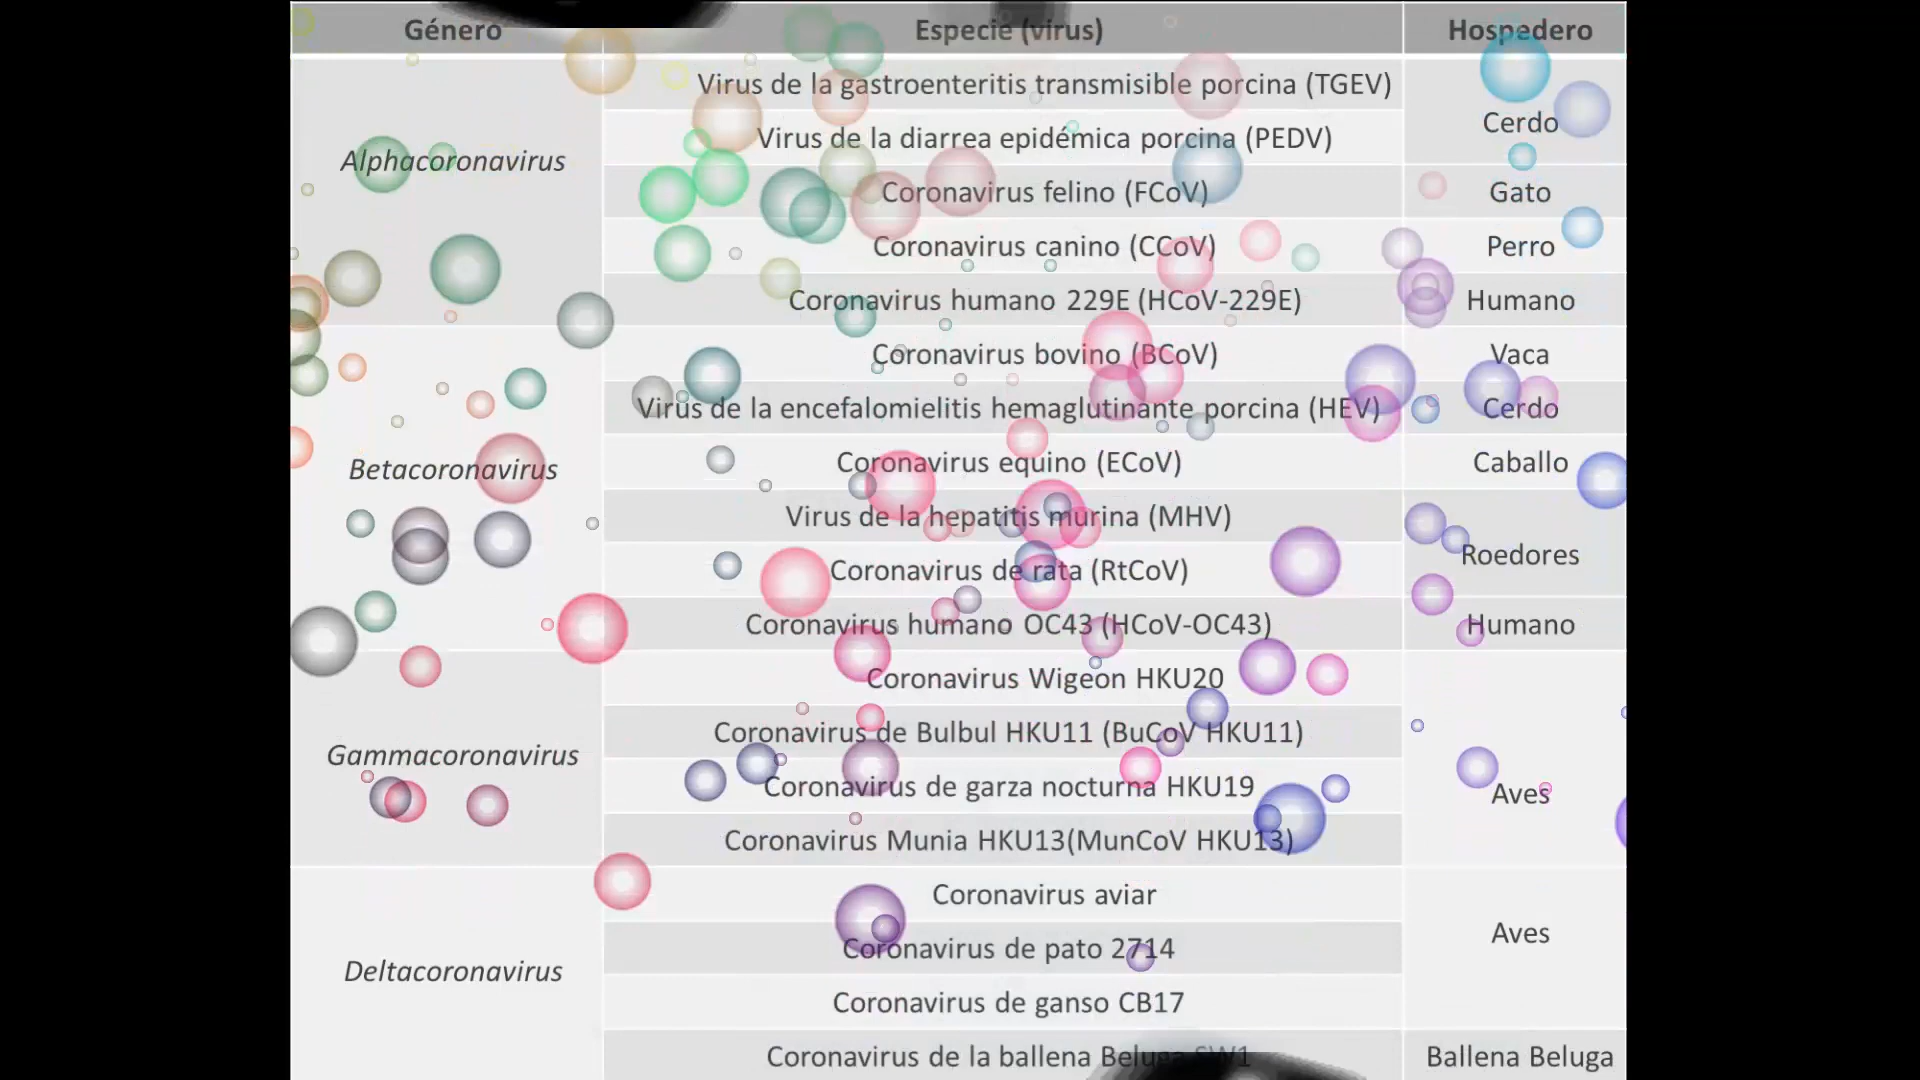 Género Especie (virus) Hospedero
Virus de la gastroenteritis transmisible porcina (TGEV)
Cerdo
Virus de la diarrea epidémica porcina (PEDV)
Alphacoronavirus
Coronavirus felino (FCoV) Gato
Coronavirus canino (CCoV) Perro
Coronavirus humano 229E (HCoV-229E) Humano
Coronavirus bovino (BCoV) Vaca
Virus de la encefalomielitis hemaglutinante porcina (HEV) Cerdo
Betacoronavirus Coronavirus equino (ECoV) Caballo
Virus de la hepatitis murina (MHV)
Roedores
Coronavirus de rata (RtCoV)
Coronavirus humano OC43 (HCoV-OC43) Humano
Coronavirus Wigeon HKU20
Coronavirus de Bulbul HKU11 (BuCoV HKU11)
Gammacoronavirus
Coronavirus de garza nocturna HKU19
Aves
Coronavirus Munia HKU13(MunCoV HKU13)
Coronavirus aviar
Aves
Coronavirus de pato 2714
Deltacoronavirus
Coronavirus de ganso CB17
Coronavirus de la ballena Beluga SW1 Ballena Beluga